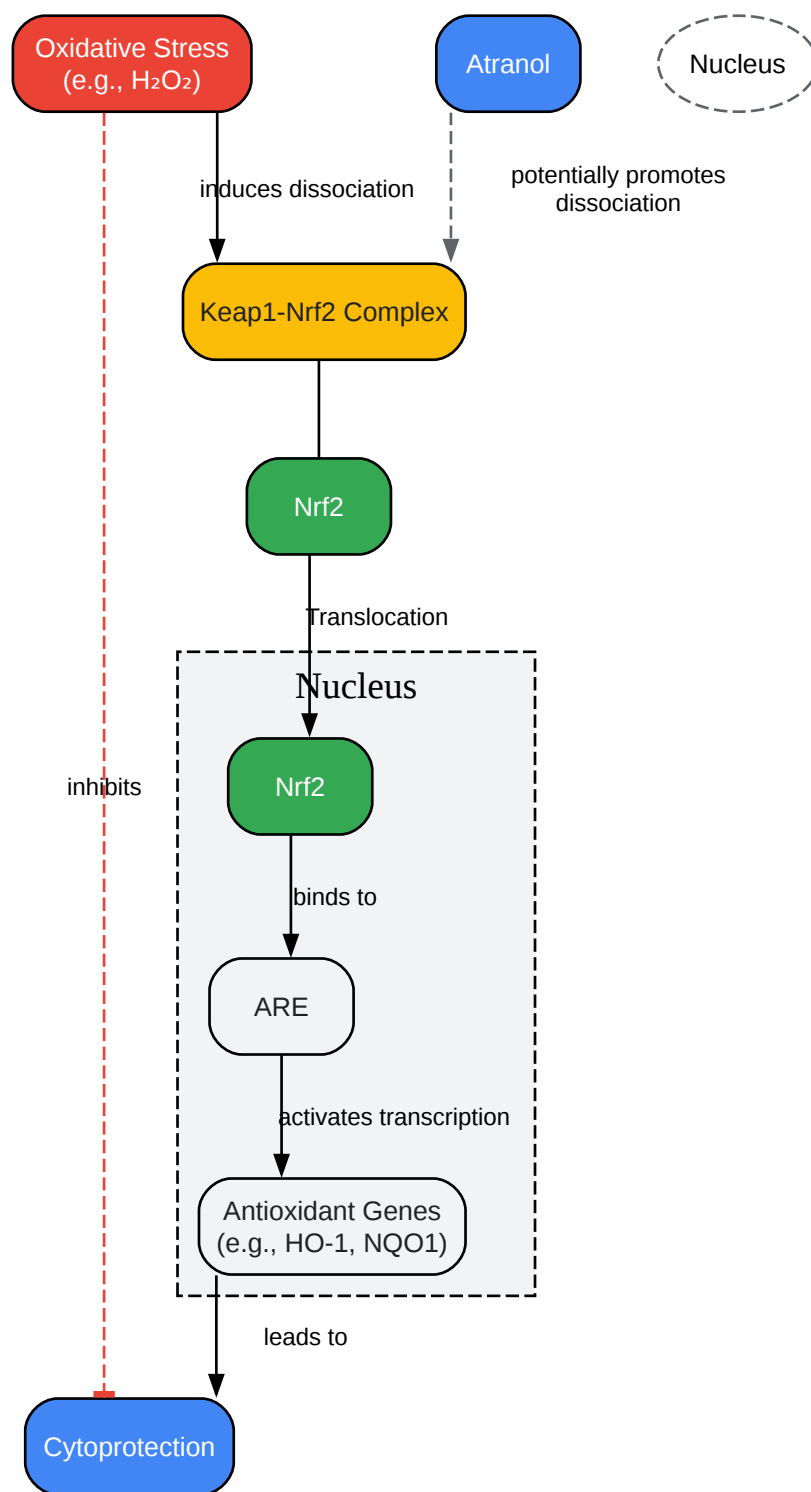 Oxidative Stress
(e.g., H₂O₂)
Atranol
Nucleus
induces dissociation
potentially promotes
dissociation
Keap1-Nrf2 Complex
Nrf2
Translocation
Nucleus
Nrf2
inhibits
binds to
ARE
activates transcription
Antioxidant Genes
(e.g., HO-1, NQO1)
leads to
Cytoprotection